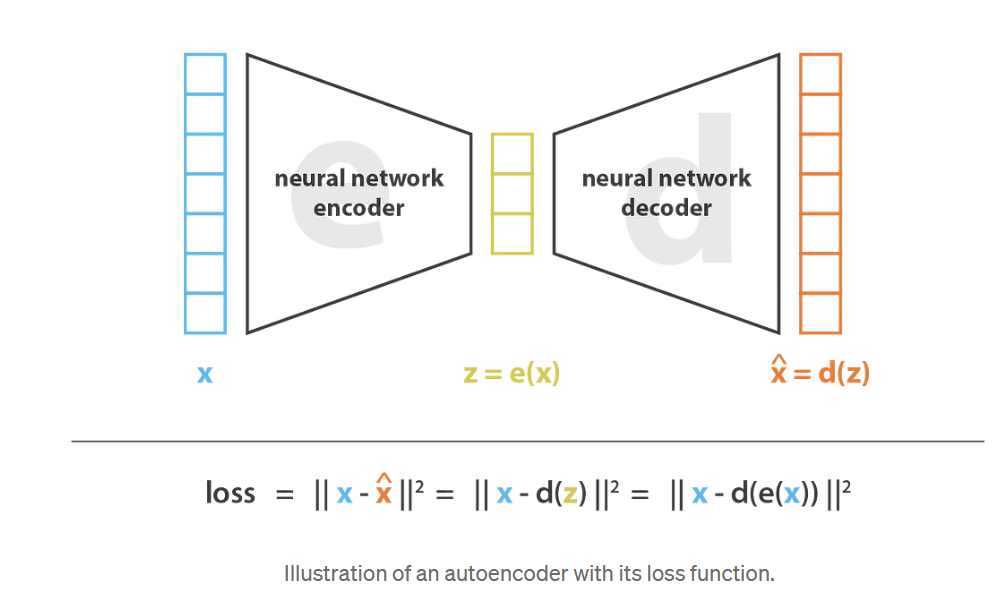 e
neural network
encoder
d
neural network
decoder
x
z = e(x)
x̂ = d(z)
loss = || x - x̂ ||² = || x - d(z) ||² = || x - d(e(x)) ||²
Illustration of an autoencoder with its loss function.